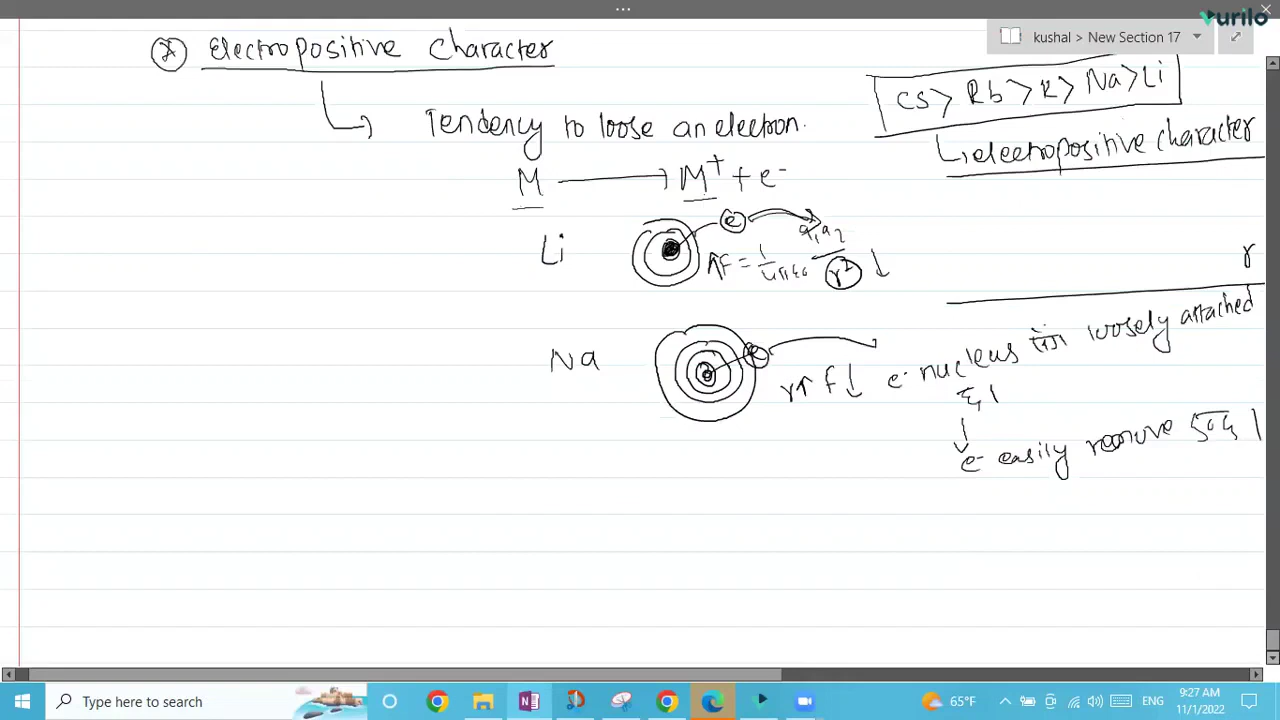 ···
Vurilo
kushal > New Section 17
Electropositive Character
Cs> Rb > K> Na>Li
Tendency to loose an electron.
↳ electropositive character
M → M⁺ + e⁻
Li
e
↑F = 1/4πε₀ q₁q₂/r² ↓
r
Na
e
r↑ F↓
e⁻ nucleus से loosely attached
e⁻ easily remove
Type here to search
65°F
ENG
9:27 AM
11/1/2022